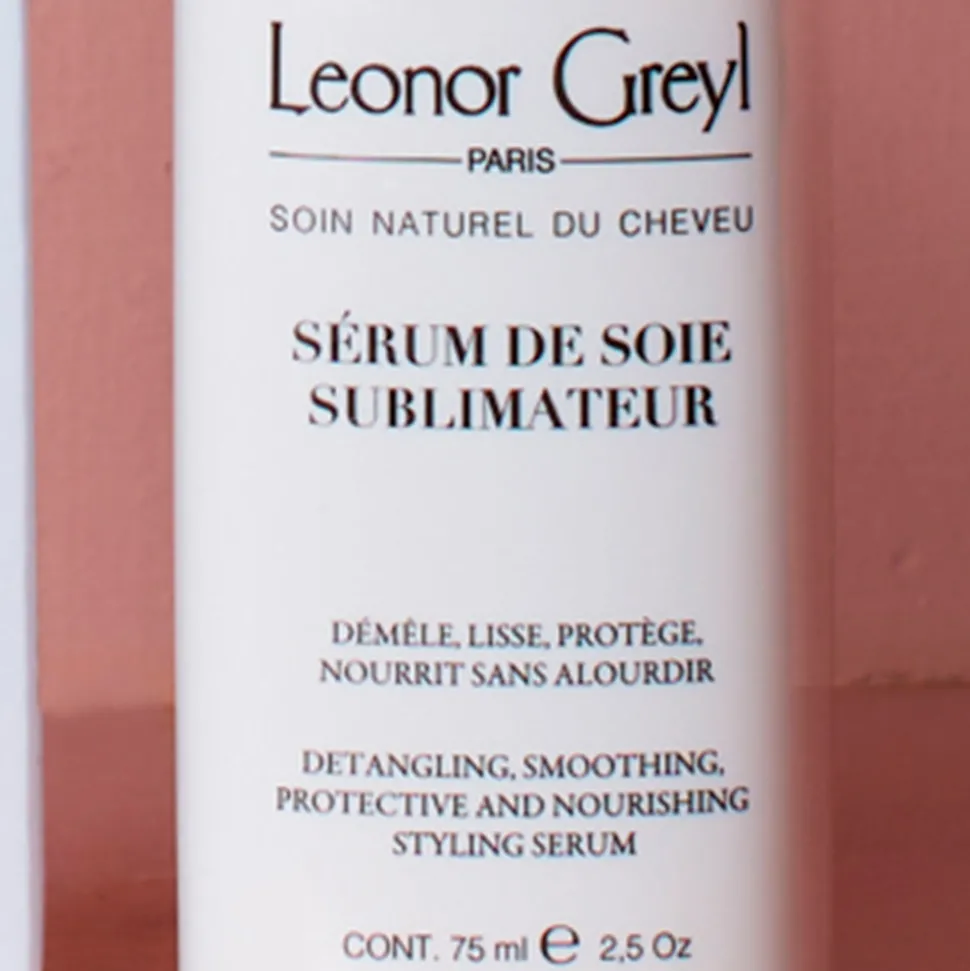 Leonor Greyl
PARIS
SOIN NATUREL DU CHEVEU
SÉRUM DE SOIE
SUBLIMATEUR
DÉMÊLE, LISSE, PROTÈGE,
NOURRIT SANS ALOURDIR
DETANGLING, SMOOTHING,
PROTECTIVE AND NOURISHING
STYLING SERUM
CONT. 75 ml ℮ 2,5 Oz